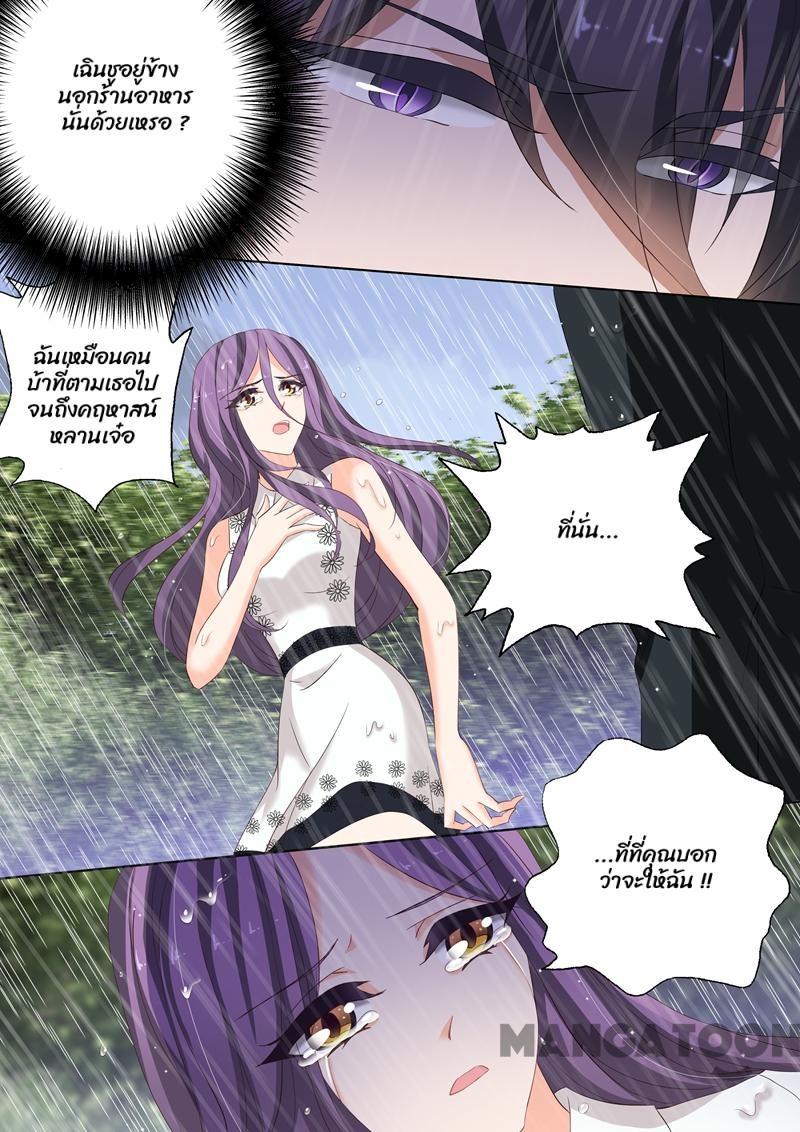 เฉินชูอยู่ข้าง
นอกร้านอาหาร
นั่นด้วยเหรอ ?
ฉันเหมือนคน
บ้าที่ตามเธอไป
จนถึงคฤหาสน์
หลานเจ๋อ
ที่นั่น...
...ที่ที่คุณบอก
ว่าจะให้ฉัน !!
MANGATOON